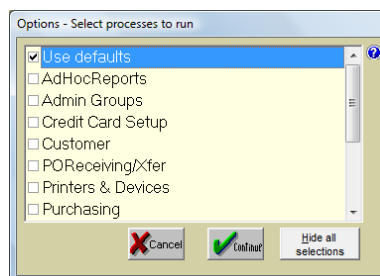 Options - Select processes to run
Use defaults
AdHocReports
Admin Groups
Credit Card Setup
Customer
POReceiving/Xfer
Printers & Devices
Purchasing
Cancel
Continue
Hide all
selections